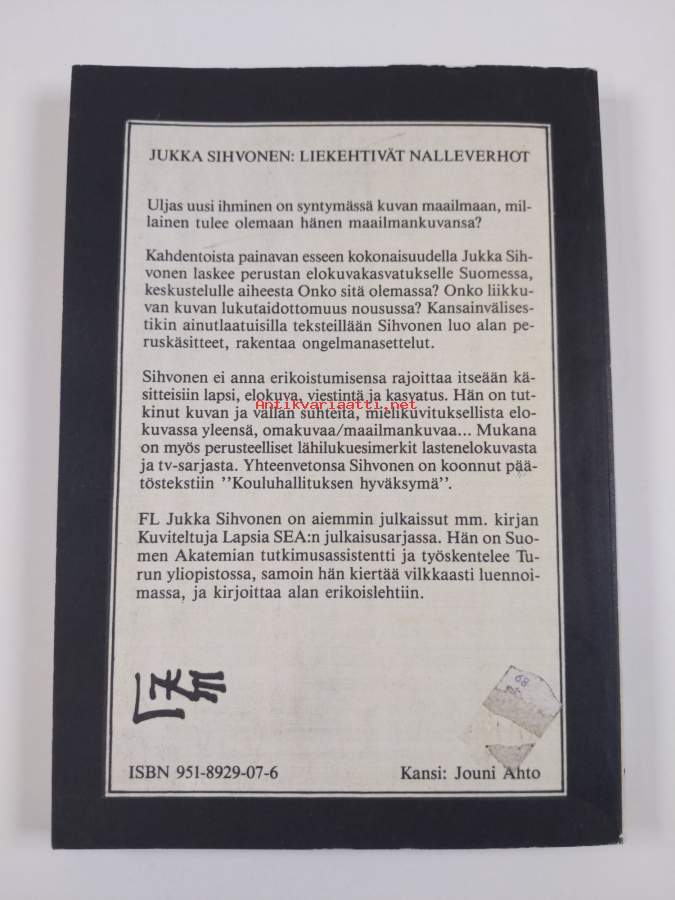 JUKKA SIHVONEN: LIEKEHTIVÄT NALLEVERHOT
Uljas uusi ihminen on syntymässä kuvan maailmaan, mil-
lainen tulee olemaan hänen maailmankuvansa?
Kahdentoista painavan esseen kokonaisuudella Jukka Sih-
vonen laskee perustan elokuvakasvatukselle Suomessa,
keskustelulle aiheesta Onko sitä olemassa? Onko liikku-
van kuvan lukutaidottomuus nousussa? Kansainvälises-
tikin ainutlaatuisilla teksteillään Sihvonen luo alan pe-
ruskäsitteet, rakentaa ongelmanasettelut.
Sihvonen ei anna erikoistumisensa rajoittaa itseään kä-
sitteisiin lapsi, elokuva, viestintä ja kasvatus. Hän on tut-
Antikvariaatti.net
kinut kuvan ja vallan suhteita, mielikuvituksellista elo-
kuvassa yleensä, omakuvaa/maailmankuvaa... Mukana
on myös perusteelliset lähilukuesimerkit lastenelokuvasta
ja tv-sarjasta. Yhteenvetonsa Sihvonen on koonnut pää-
töstekstiin ”Kouluhallituksen hyväksymä”.
FL Jukka Sihvonen on aiemmin julkaissut mm. kirjan
Kuviteltuja Lapsia SEA:n julkaisusarjassa. Hän on Suo-
men Akatemian tutkimusassistentti ja työskentelee Tu-
run yliopistossa, samoin hän kiertää vilkkaasti luennoi-
massa, ja kirjoittaa alan erikoislehtiin.
68
ISBN 951-8929-07-6
Kansi: Jouni Ahto